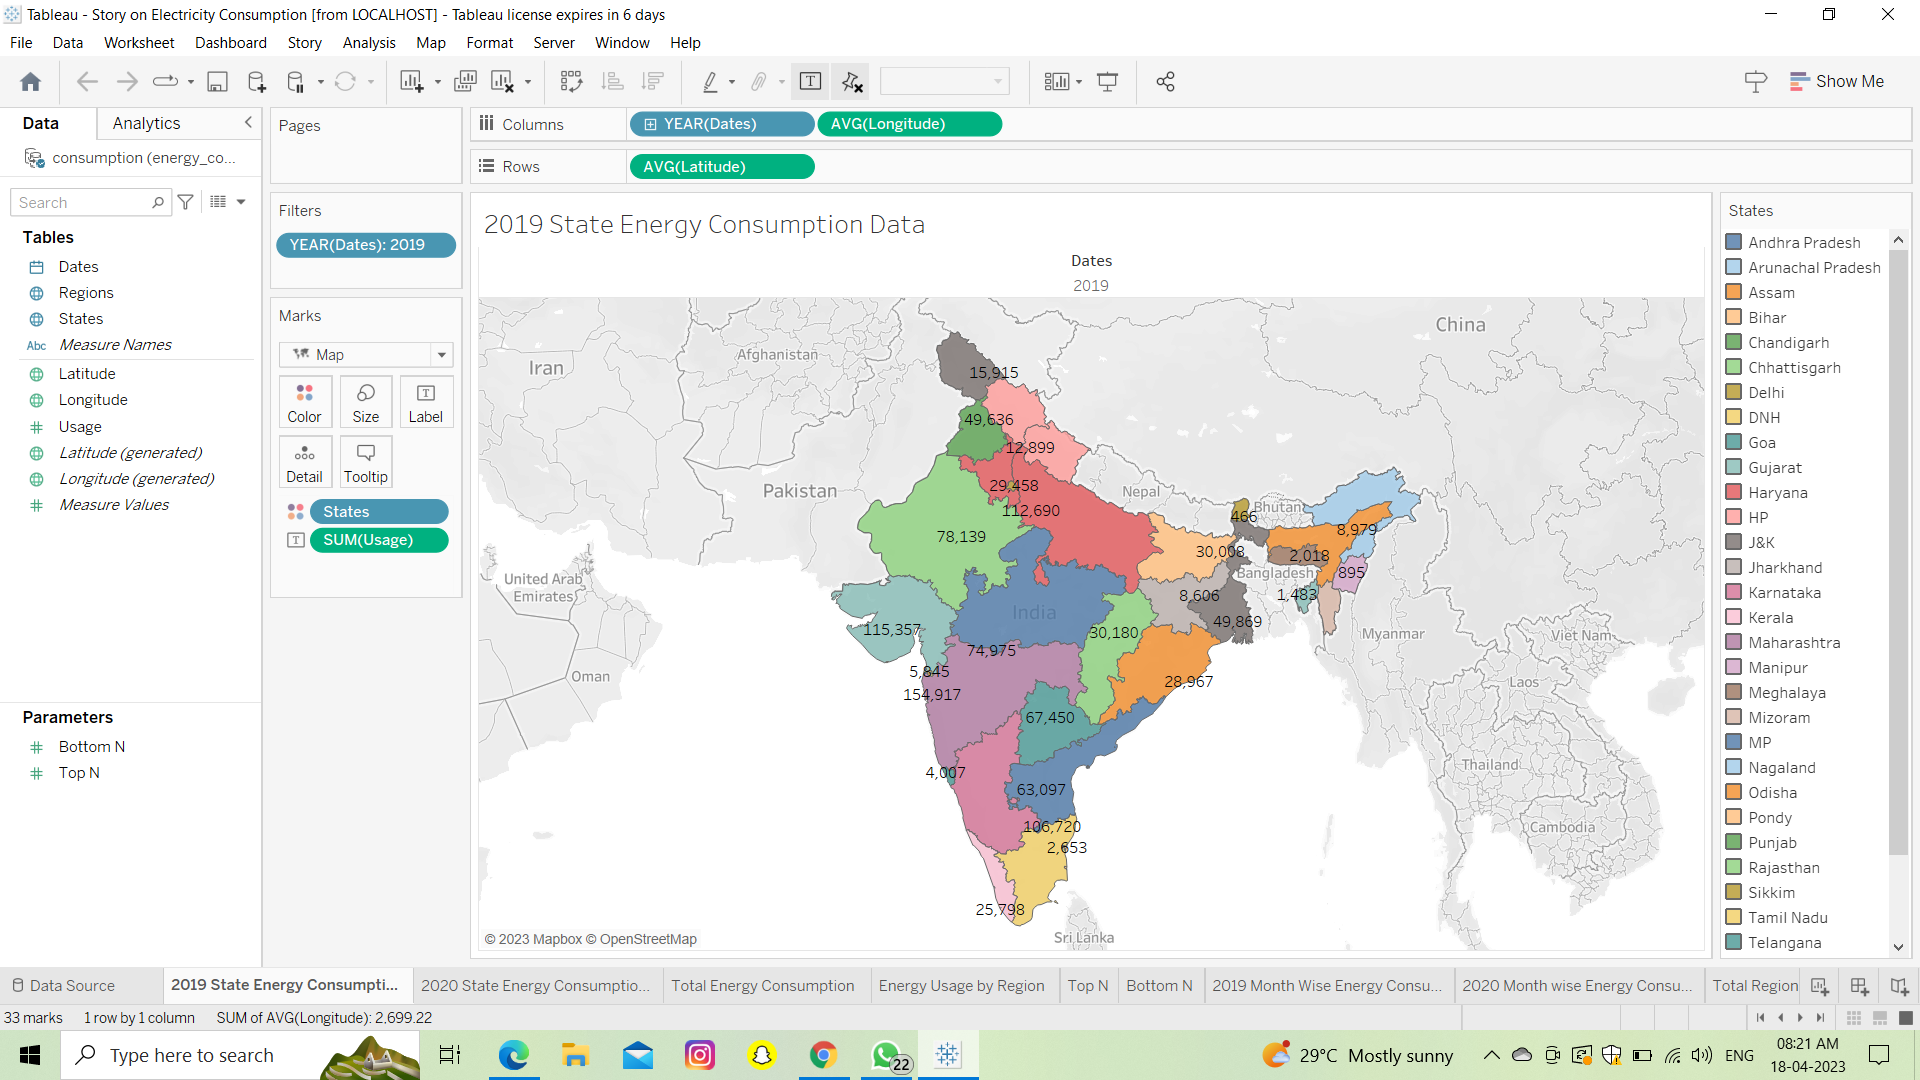 Tableau - Story on Electricity Consumption [from LOCALHOST] - Tableau license expires in 6 days
File Data Worksheet Dashboard Story Analysis Map Format Server Window Help
Show Me
Data Analytics
consumption (energy_co...
Search
Tables
Dates
Regions
States
Abc Measure Names
Latitude
Longitude
Usage
Latitude (generated)
Longitude (generated)
Measure Values
Parameters
Bottom N
Top N
Pages
Filters
YEAR(Dates): 2019
Marks
Map
Color Size Label
Detail Tooltip
States
SUM(Usage)
Columns YEAR(Dates) AVG(Longitude)
Rows AVG(Latitude)
2019 State Energy Consumption Data
Dates
2019
China
Afghanistan
Iran
15,915
49,636
12,899
29,458
Pakistan
Nepal
112,690
Bhutan
466
8,979
78,139
30,008
2,018
Bangladesh
895
United Arab
Emirates
8,606
1,483
India
49,869
115,357
30,180
Myanmar
Viet Nam
74,975
5,845
Oman
28,967
Laos
154,917
67,450
Thailand
4,007
63,097
106,720
Cambodia
2,653
25,798
Sri Lanka
© 2023 Mapbox © OpenStreetMap
States
Andhra Pradesh
Arunachal Pradesh
Assam
Bihar
Chandigarh
Chhattisgarh
Delhi
DNH
Goa
Gujarat
Haryana
HP
J&K
Jharkhand
Karnataka
Kerala
Maharashtra
Manipur
Meghalaya
Mizoram
MP
Nagaland
Odisha
Pondy
Punjab
Rajasthan
Sikkim
Tamil Nadu
Telangana
Data Source 2019 State Energy Consumpti... 2020 State Energy Consumptio... Total Energy Consumption Energy Usage by Region Top N Bottom N 2019 Month Wise Energy Consu... 2020 Month wise Energy Consu... Total Region
33 marks 1 row by 1 column SUM of AVG(Longitude): 2,699.22
Type here to search
22
29°C Mostly sunny
ENG
08:21 AM
18-04-2023